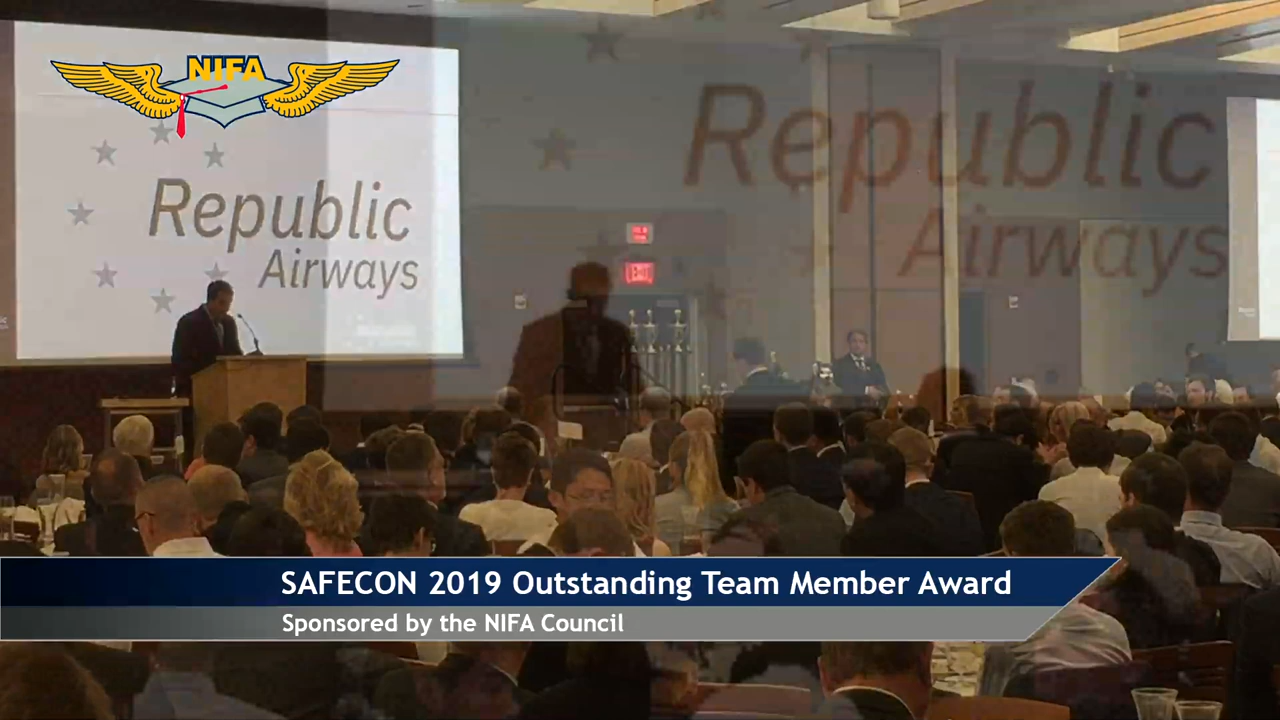 NIFA
Republic
Airways
Republic
Airways
SAFECON 2019 Outstanding Team Member Award
Sponsored by the NIFA Council